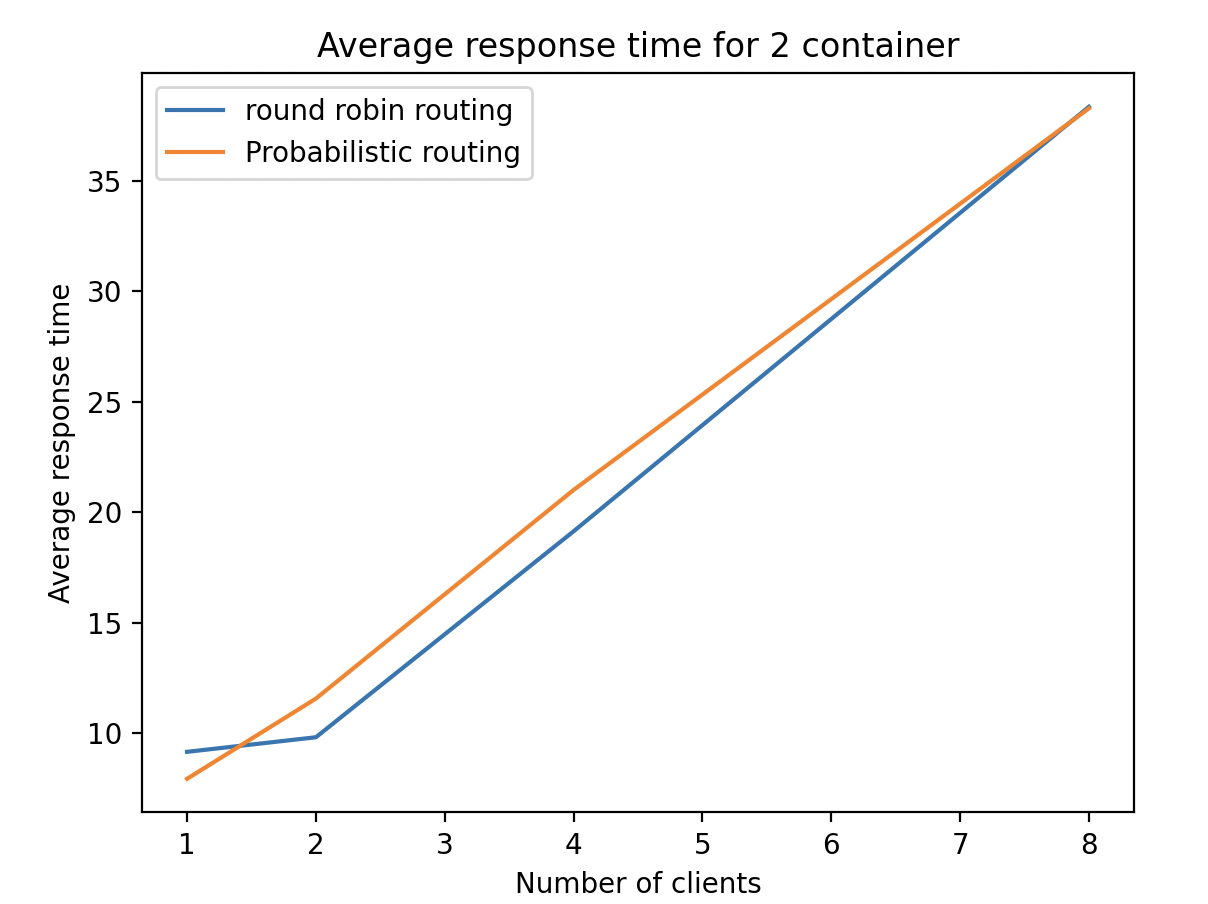 Average response time for 2 container
round robin routing
Probabilistic routing
35
30
25
20
15
10
Average response time
1 2 3 4 5 6 7 8
Number of clients